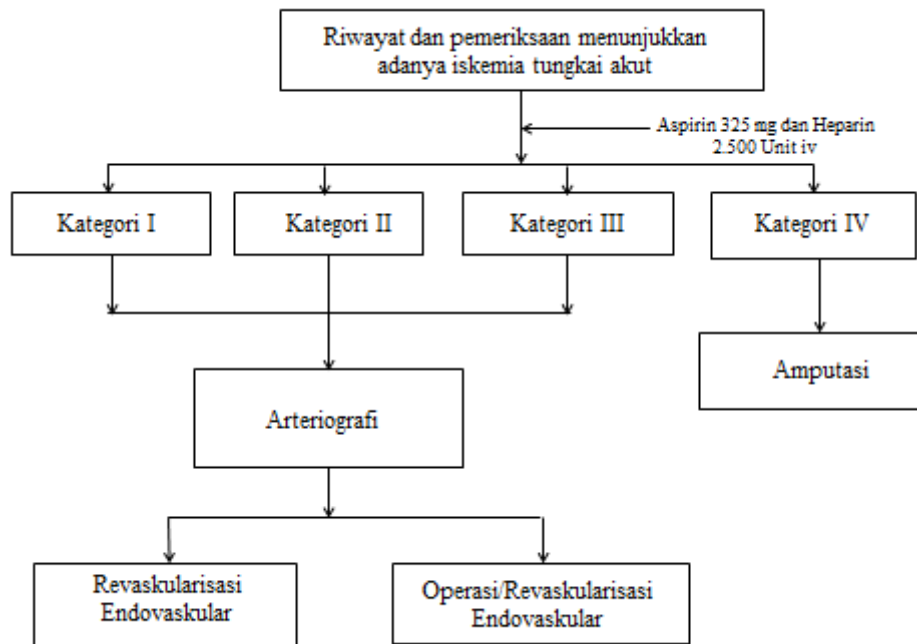 Riwayat dan pemeriksaan menunjukkan
adanya iskemia tungkai akut
Aspirin 325 mg dan Heparin
2.500 Unit iv
Kategori I
Kategori II
Kategori III
Kategori IV
Amputasi
Arteriografi
Revaskularisasi
Endovaskular
Operasi/Revaskularisasi
Endovaskular